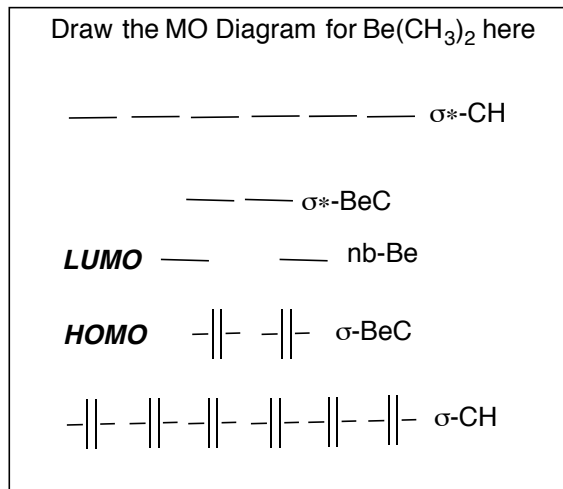 Draw the MO Diagram for Be(CH₃)₂ here
σ*-CH
σ*-BeC
LUMO nb-Be
HOMO σ-BeC
σ-CH